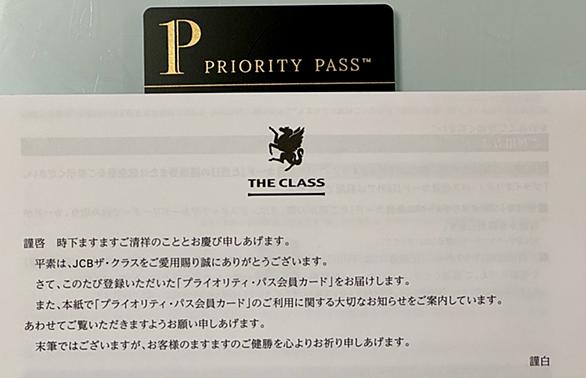 PRIORITY PASS™
THE CLASS
謹啓 時下ますますご清祥のこととお慶び申しあげます。
平素は、JCBザ・クラスをご愛用賜り誠にありがとうございます。
さて、このたび登録いただいた「プライオリティ・パス会員カード」をお届けします。
また、本紙で「プライオリティ・パス会員カード」のご利用に関する大切なお知らせをご案内しています。
あわせてご覧いただきますようお願い申しあげます。
末筆ではございますが、お客様のますますのご健勝を心よりお祈り申しあげます。
謹白